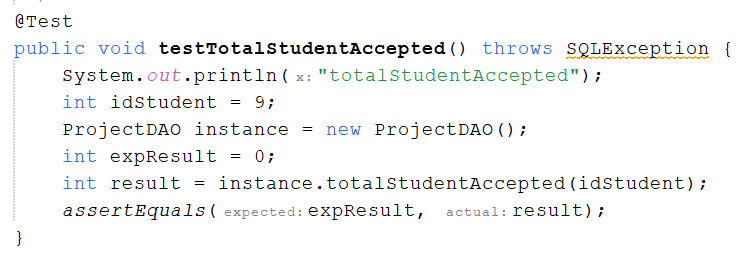 @Test
public void testTotalStudentAccepted() throws SQLException {
    System.out.println( x: "totalStudentAccepted");
    int idStudent = 9;
    ProjectDAO instance = new ProjectDAO();
    int expResult = 0;
    int result = instance.totalStudentAccepted(idStudent);
    assertEquals( expected: expResult,  actual: result);
}